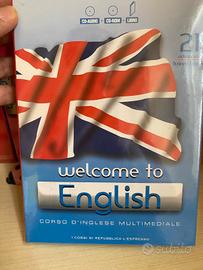 CD-AUDIO
CD-ROM
LIBRO
21
welcome to
English
CORSO D'INGLESE MULTIMEDIALE
I CORSI DI REPUBBLICA L'ESPRESSO
Subito